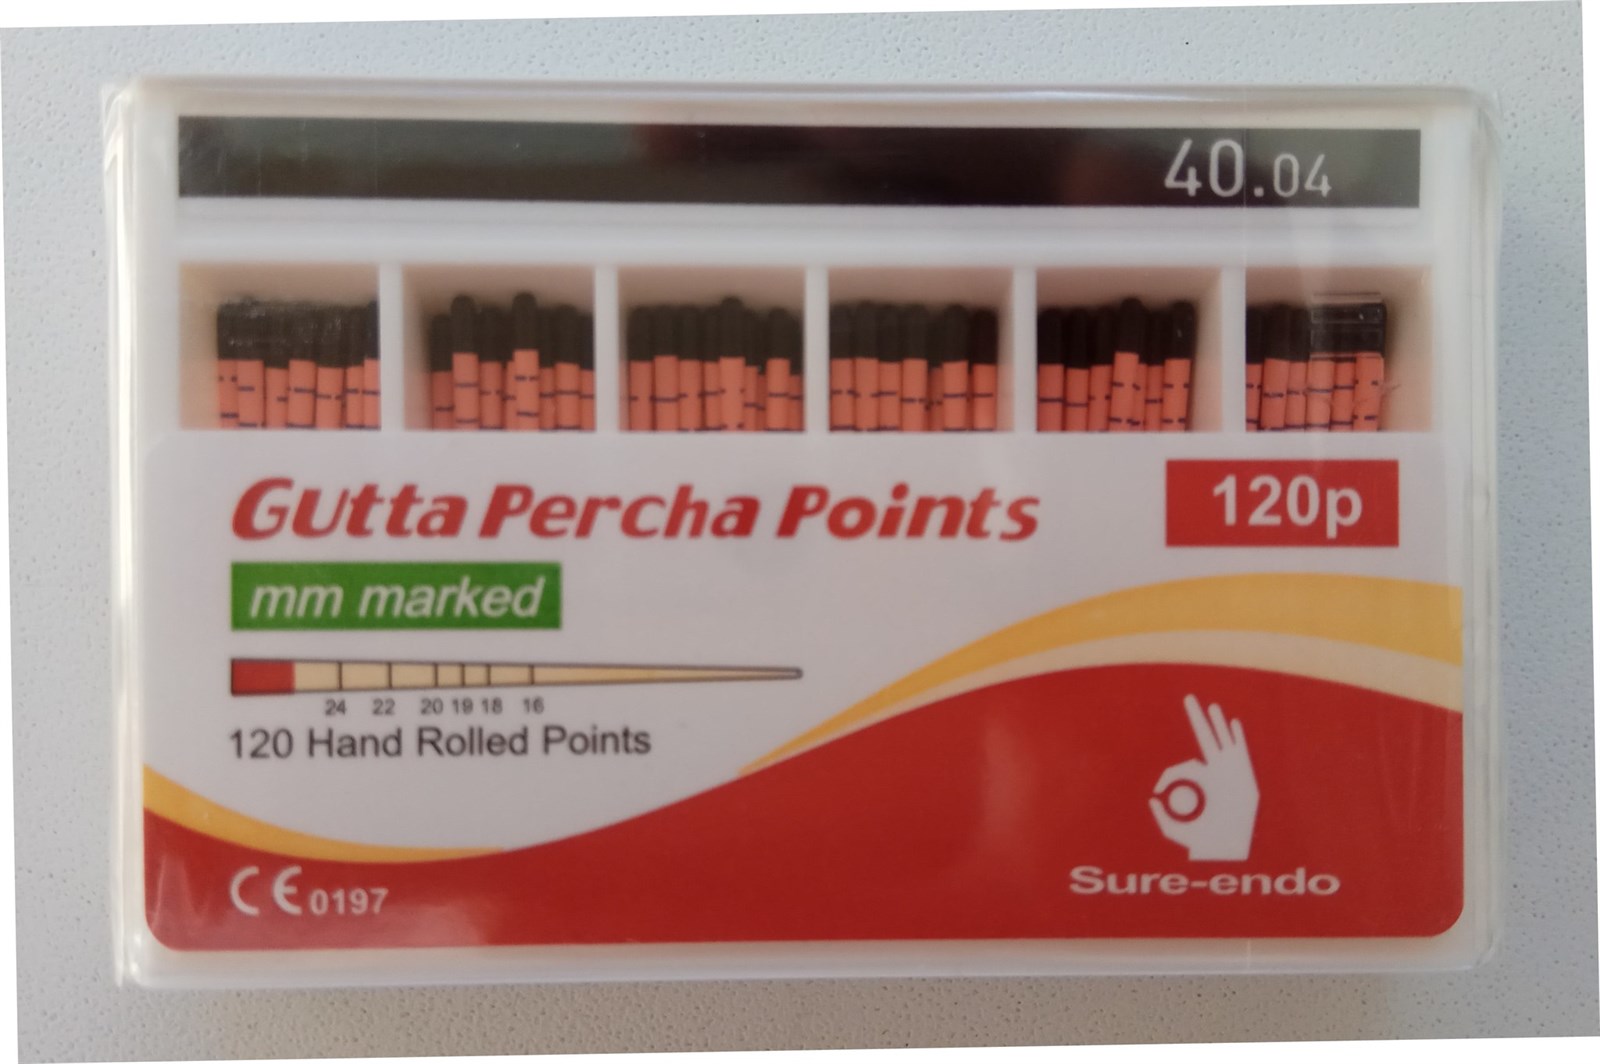 40.04
Gutta Percha Points
120p
mm marked
24 22 20 19 18 16
120 Hand Rolled Points
CE 0197
Sure-endo